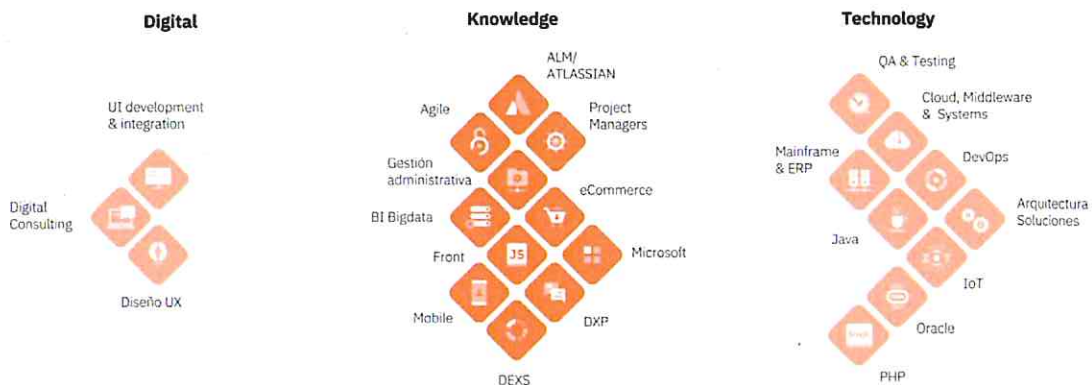 Digital
UI development
& integration
Digital
Consulting
Diseño UX
Knowledge
ALM/
ATLASSIAN
Agile
Project
Managers
Gestión
administrativa
eCommerce
BI Bigdata
Front
JS
Microsoft
Mobile
DXP
DEXS
Technology
QA & Testing
Cloud, Middleware
& Systems
Mainframe
& ERP
DevOps
Arquitectura
Soluciones
Java
IoT
Oracle
PHP